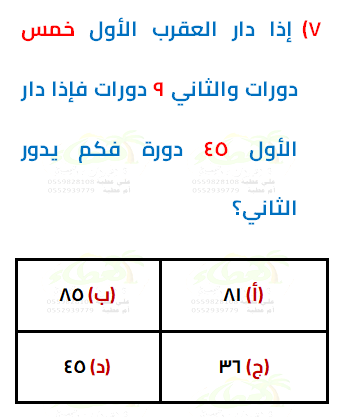 ٧) إذا دار العقرب الأول خمس
دورات والثاني ٩ دورات فإذا دار
الأول ٤٥ دورة فكم يدور
الثاني؟
(أ) ٨١ (ب) ٨٥
(ج) ٣٦ (د) ٤٥